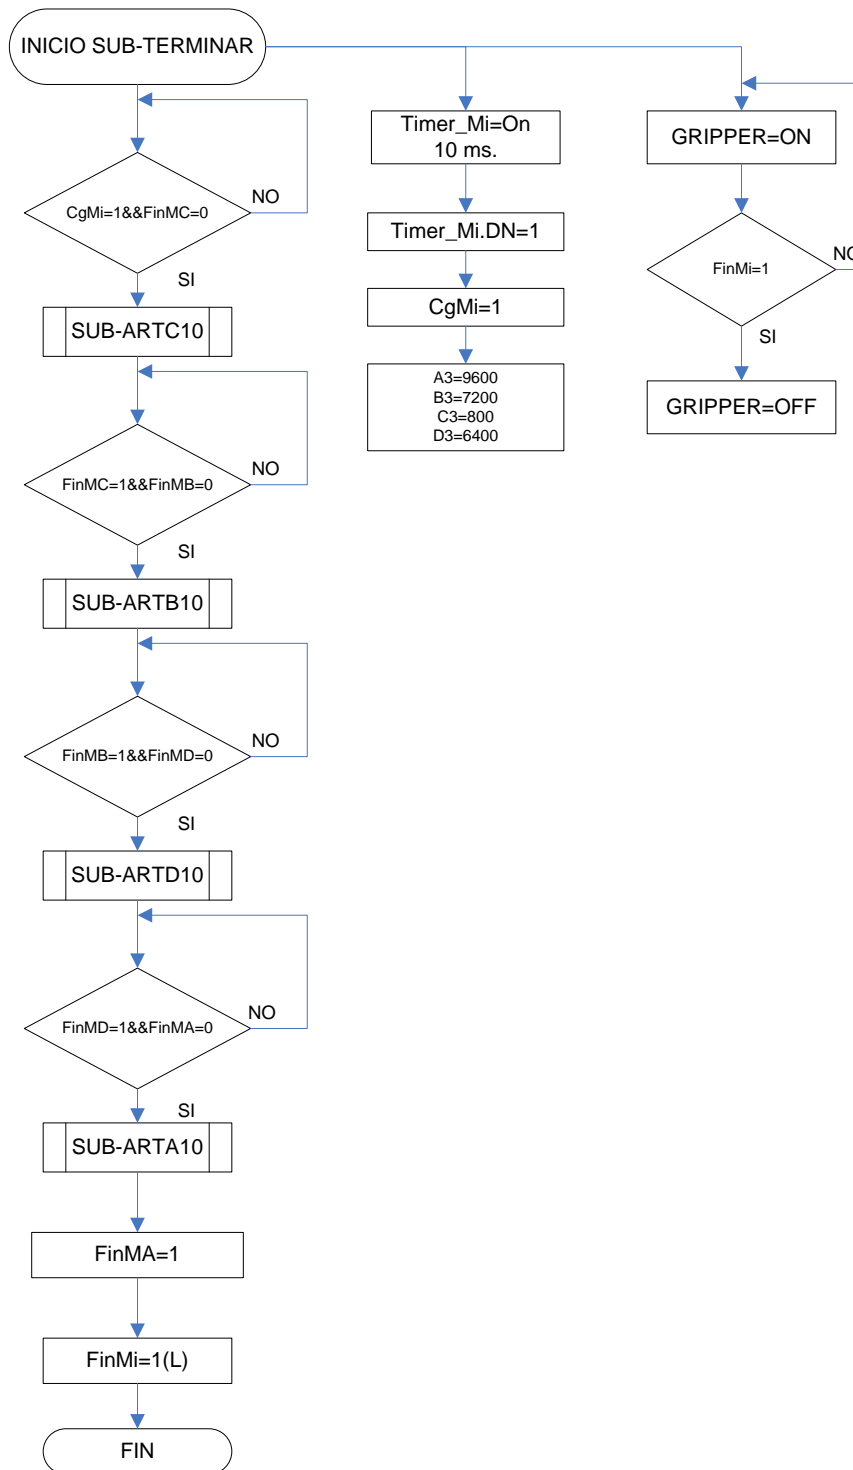 INICIO SUB-TERMINAR
CgMi=1&&FinMC=0
NO
SI
SUB-ARTC10
FinMC=1&&FinMB=0
NO
SI
SUB-ARTB10
FinMB=1&&FinMD=0
NO
SI
SUB-ARTD10
FinMD=1&&FinMA=0
NO
SI
SUB-ARTA10
FinMA=1
FinMi=1(L)
FIN
Timer_Mi=On
10 ms.
Timer_Mi.DN=1
CgMi=1
A3=9600
B3=7200
C3=800
D3=6400
GRIPPER=ON
FinMi=1
NO
SI
GRIPPER=OFF